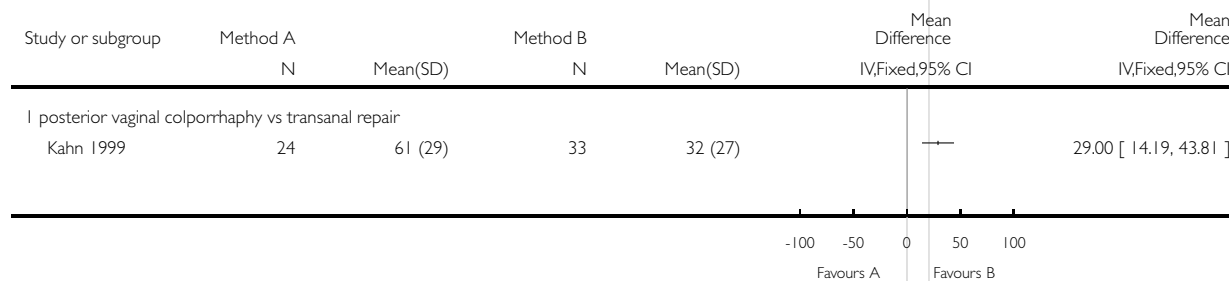 Mean Mean
Study or subgroup Method A Method B Difference Difference
N Mean(SD) N Mean(SD) IV,Fixed,95% CI IV,Fixed,95% CI
1 posterior vaginal colporrhaphy vs transanal repair
Kahn 1999 24 61 (29) 33 32 (27) 29.00 [ 14.19, 43.81 ]
-100 -50 0 50 100
Favours A Favours B